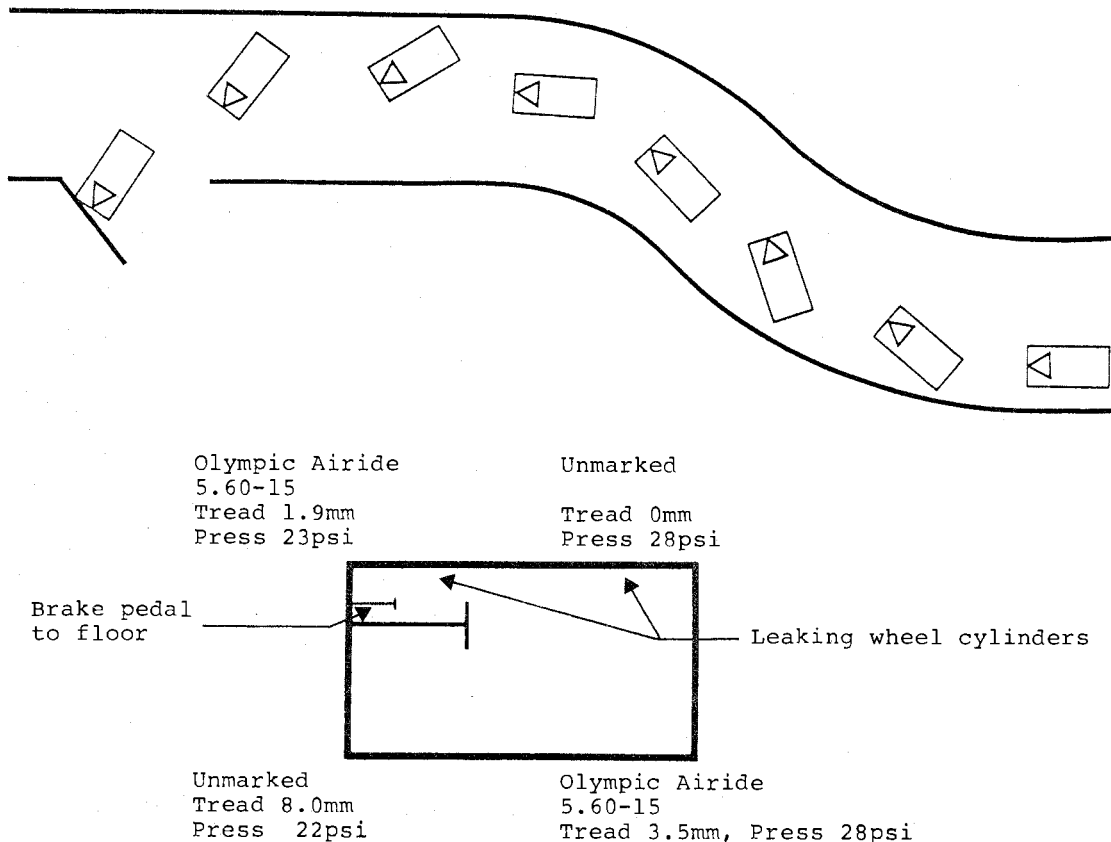 Olympic Airide
5.60-15
Tread 1.9mm
Press 23psi
Unmarked
Tread 0mm
Press 28psi
Brake pedal
to floor
Leaking wheel cylinders
Unmarked
Tread 8.0mm
Press 22psi
Olympic Airide
5.60-15
Tread 3.5mm, Press 28psi